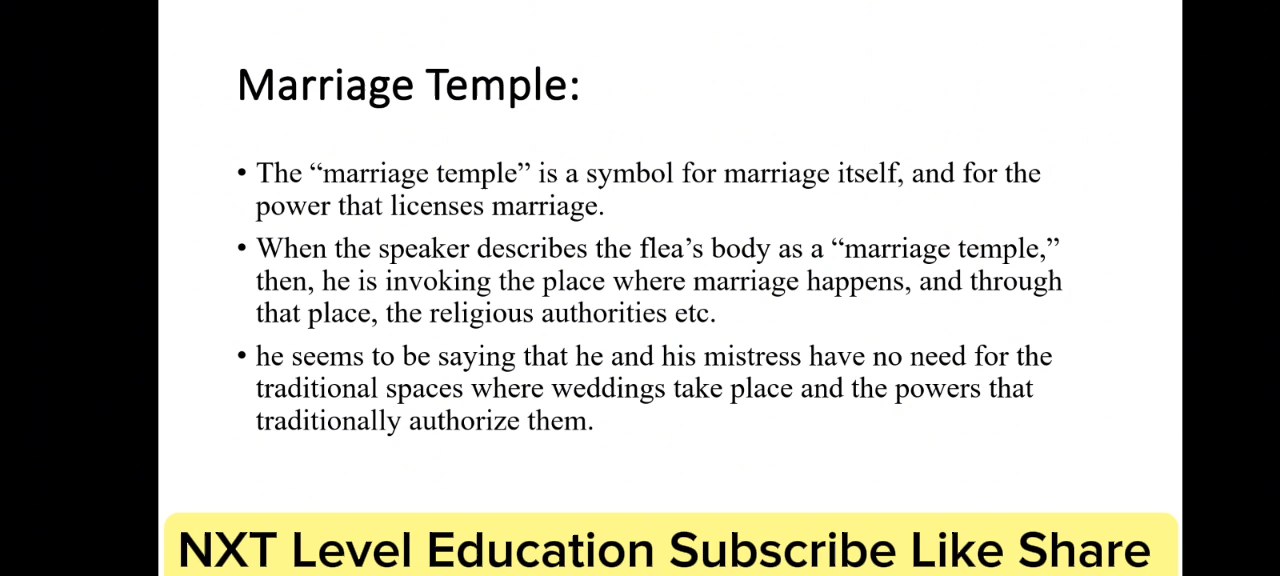 Marriage Temple:
• The “marriage temple” is a symbol for marriage itself, and for the
power that licenses marriage.
• When the speaker describes the flea’s body as a “marriage temple,”
then, he is invoking the place where marriage happens, and through
that place, the religious authorities etc.
• he seems to be saying that he and his mistress have no need for the
traditional spaces where weddings take place and the powers that
traditionally authorize them.
NXT Level Education Subscribe Like Share